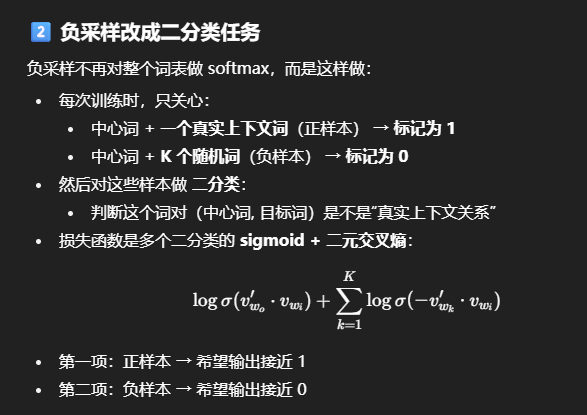 2 负采样改成二分类任务
负采样不再对整个词表做 softmax，而是这样做：
• 每次训练时，只关心：
• 中心词 + 一个真实上下文词（正样本） → 标记为 1
• 中心词 + K 个随机词（负样本） → 标记为 0
• 然后对这些样本做 二分类：
• 判断这个词对（中心词, 目标词）是不是“真实上下文关系”
• 损失函数是多个二分类的 sigmoid + 二元交叉熵：
$\log \sigma(v'_{w_o} \cdot v_{w_i}) + \sum_{k=1}^{K} \log \sigma(-v'_{w_k} \cdot v_{w_i})$
• 第一项：正样本 → 希望输出接近 1
• 第二项：负样本 → 希望输出接近 0